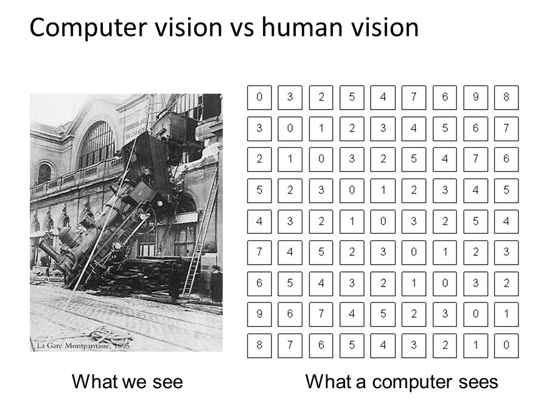 Computer vision vs human vision
0 3 2 5 4 7 6 9 8
3 0 1 2 3 4 5 6 7
2 1 0 3 2 5 4 7 6
5 2 3 0 1 2 3 4 5
4 3 2 1 0 3 2 5 4
7 4 5 2 3 0 1 2 3
6 5 4 3 2 1 0 3 2
9 6 7 4 5 2 3 0 1
8 7 6 5 4 3 2 1 0
La Gare Montparnasse, 1895
What we see
What a computer sees